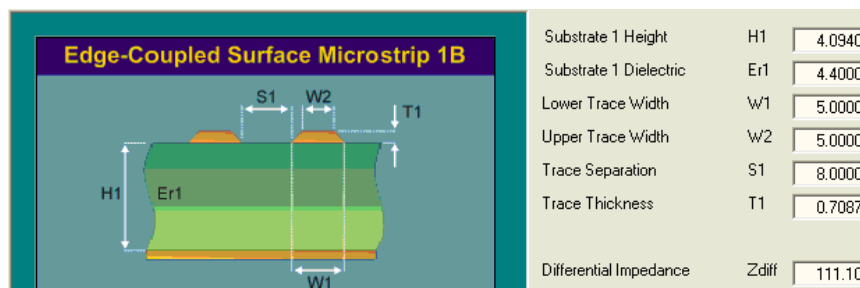 Edge-Coupled Surface Microstrip 1B
S1
W2
T1
H1
Er1
W1
Substrate 1 Height H1 4.0940
Substrate 1 Dielectric Er1 4.4000
Lower Trace Width W1 5.0000
Upper Trace Width W2 5.0000
Trace Separation S1 8.0000
Trace Thickness T1 0.7087
Differential Impedance Zdiff 111.10